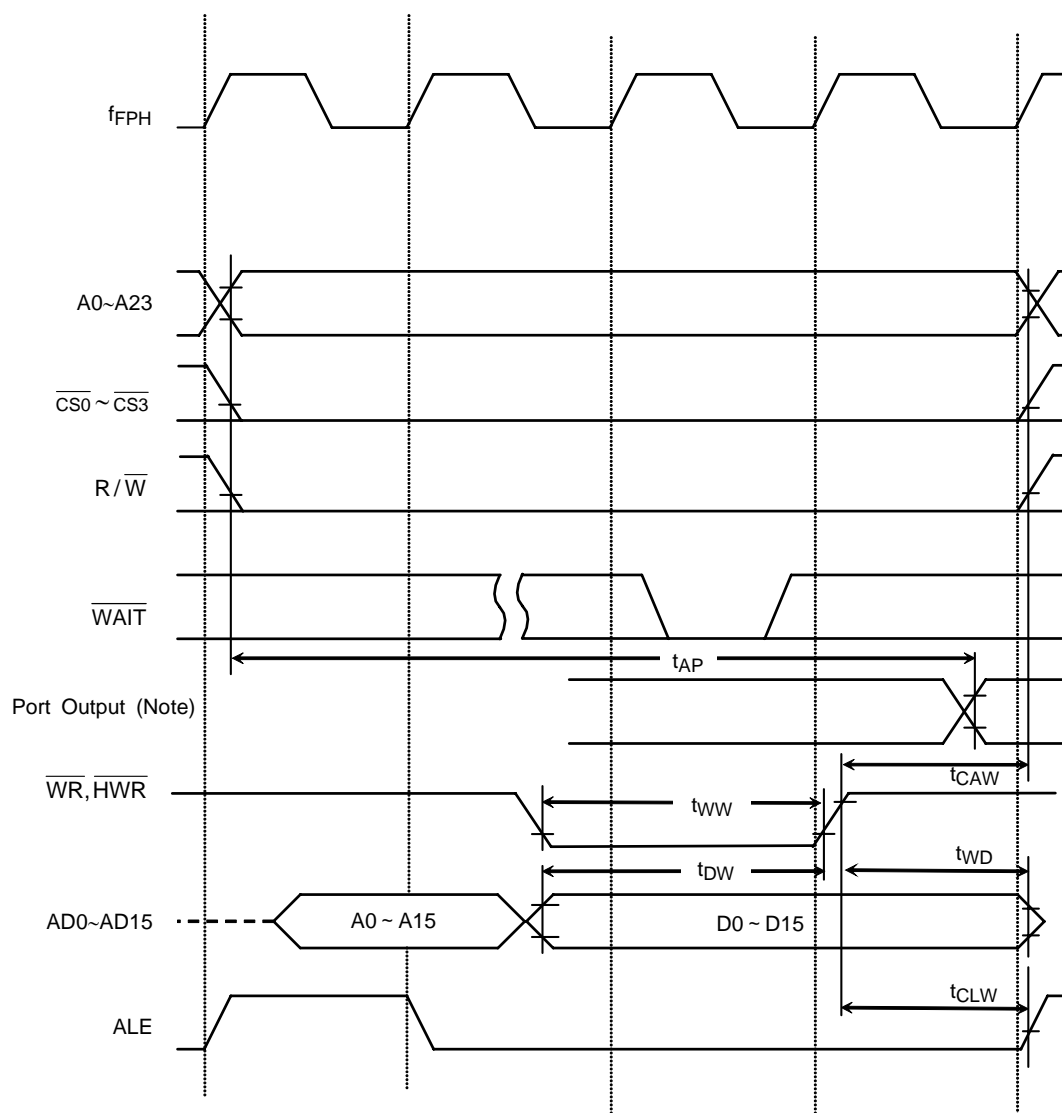 fFPH
A0~A23
CS0 ~ CS3
R / W
WAIT
tAP
Port Output (Note)
tCAW
WR, HWR
tWW
tWD
tDW
AD0~AD15
A0 ~ A15
D0 ~ D15
tCLW
ALE